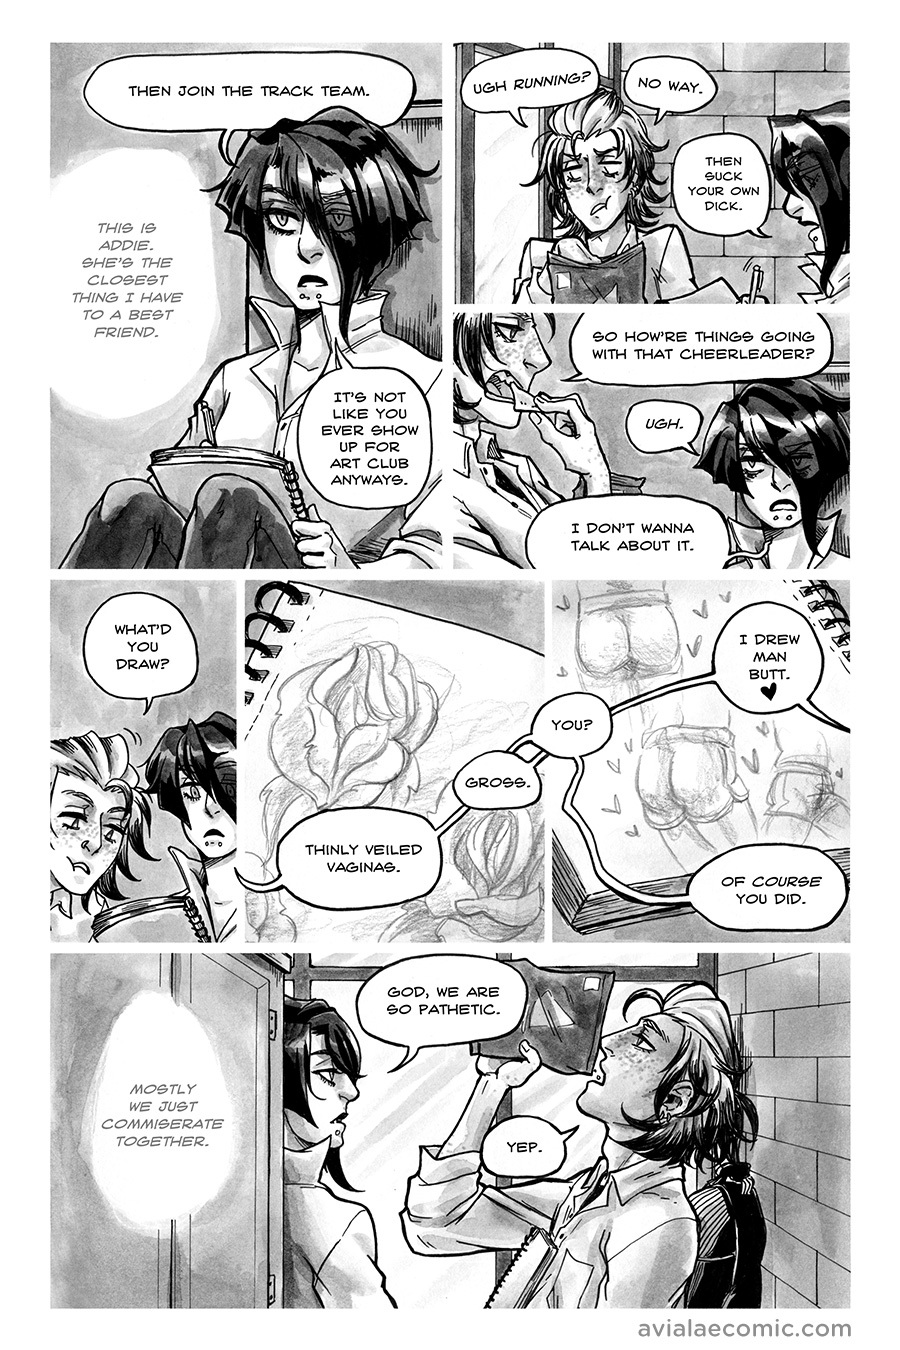 THEN JOIN THE TRACK TEAM.
THIS IS
ADDIE.
SHE'S THE
CLOSEST
THING I HAVE
TO A BEST
FRIEND.
IT'S NOT
LIKE YOU
EVER SHOW
UP FOR
ART CLUB
ANYWAYS.
UGH RUNNING?
NO WAY.
THEN
SUCK
YOUR OWN
DICK.
SO HOW'RE THINGS GOING
WITH THAT CHEERLEADER?
UGH.
I DON'T WANNA
TALK ABOUT IT.
WHAT'D
YOU
DRAW?
THINLY VEILED
VAGINAS.
GROSS.
YOU?
I DREW
MAN
BUTT.
OF COURSE
YOU DID.
GOD, WE ARE
SO PATHETIC.
YEP.
MOSTLY
WE JUST
COMMISERATE
TOGETHER.
avialaecomic.com